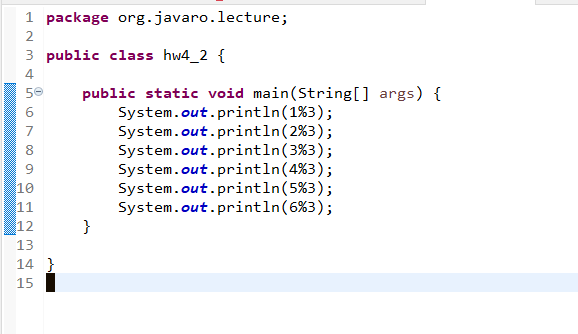 1 package org.javaro.lecture;
2
3 public class hw4_2 {
4
5 public static void main(String[] args) {
6 System.out.println(1%3);
7 System.out.println(2%3);
8 System.out.println(3%3);
9 System.out.println(4%3);
10 System.out.println(5%3);
11 System.out.println(6%3);
12 }
13
14 }
15